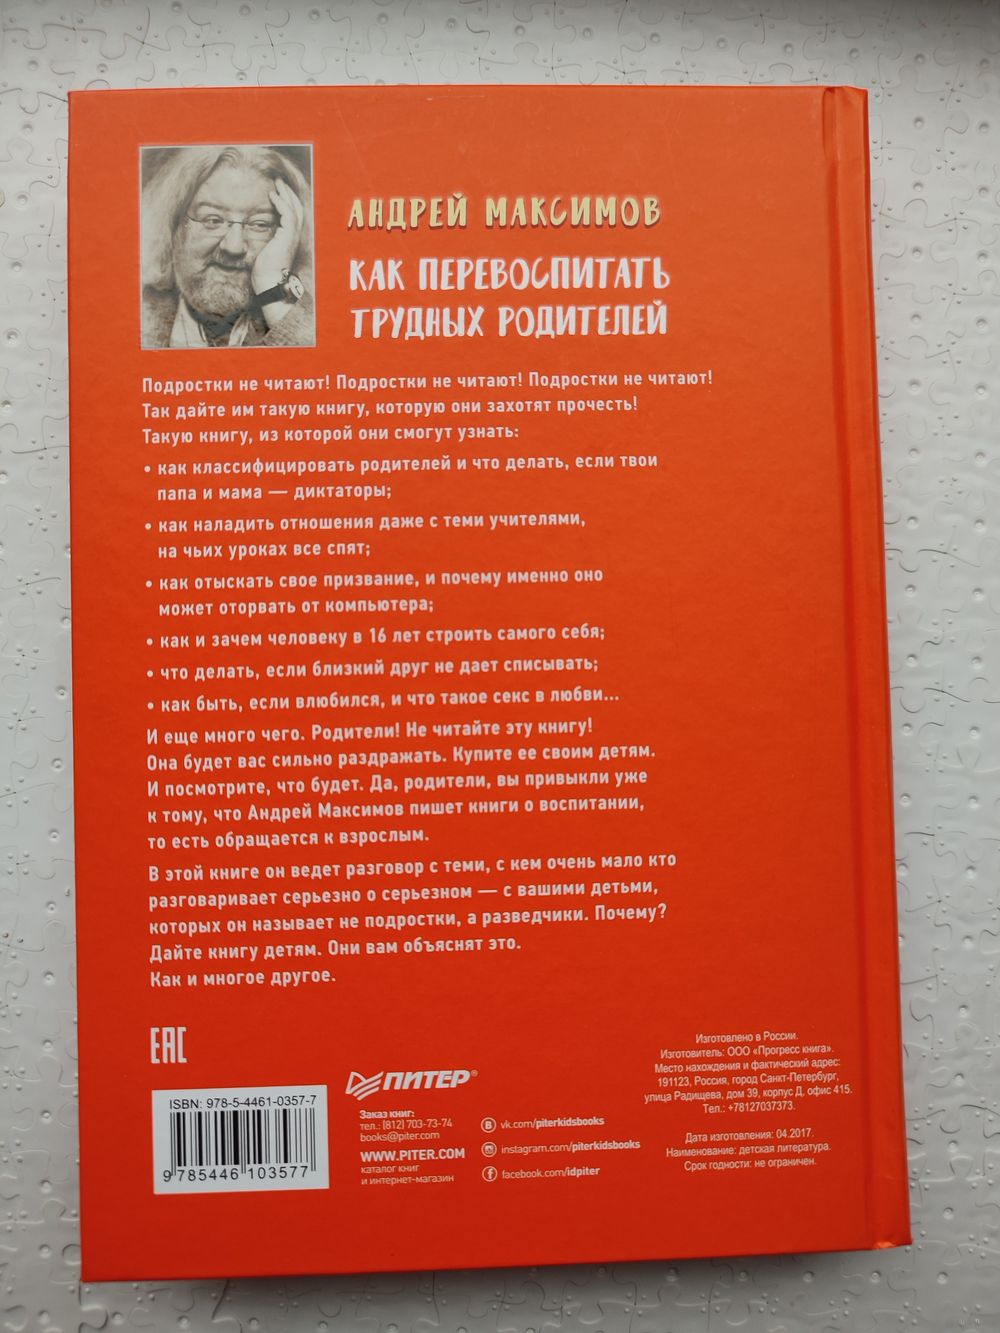 АНДРЕЙ МАКСИМОВ
КАК ПЕРЕВОСПИТАТЬ
ТРУДНЫХ РОДИТЕЛЕЙ
Подростки не читают! Подростки не читают! Подростки не читают!
Так дайте им такую книгу, которую они захотят прочесть!
Такую книгу, из которой они смогут узнать:
• как классифицировать родителей и что делать, если твои
папа и мама — диктаторы;
• как наладить отношения даже с теми учителями,
на чьих уроках все спят;
• как отыскать свое призвание, и почему именно оно
может оторвать от компьютера;
• как и зачем человеку в 16 лет строить самого себя;
• что делать, если близкий друг не дает списывать;
• как быть, если влюбился, и что такое секс в любви...
И еще много чего. Родители! Не читайте эту книгу!
Она будет вас сильно раздражать. Купите ее своим детям.
И посмотрите, что будет. Да, родители, вы привыкли уже
к тому, что Андрей Максимов пишет книги о воспитании,
то есть обращается к взрослым.
В этой книге он ведет разговор с теми, с кем очень мало кто
разговаривает серьезно о серьезном — с вашими детьми,
которых он называет не подростки, а разведчики. Почему?
Дайте книгу детям. Они вам объяснят это.
Как и многое другое.
EAC
ISBN: 978-5-4461-0357-7
9 785446 103577
ПИТЕР®
Заказ книг:
тел.: (812) 703-73-74
books@piter.com
WWW.PITER.COM
каталог книг
и интернет-магазин
vk.com/piterkidsbooks
instagram.com/piterkidsbooks
facebook.com/idpiter
Изготовлено в России.
Изготовитель: ООО «Прогресс книга».
Место нахождения и фактический адрес:
191123, Россия, город Санкт-Петербург,
улица Радищева, дом 39, корпус Д, офис 415.
Тел.: +78127037373.
Дата изготовления: 04.2017.
Наименование: детская литература.
Срок годности: не ограничен.